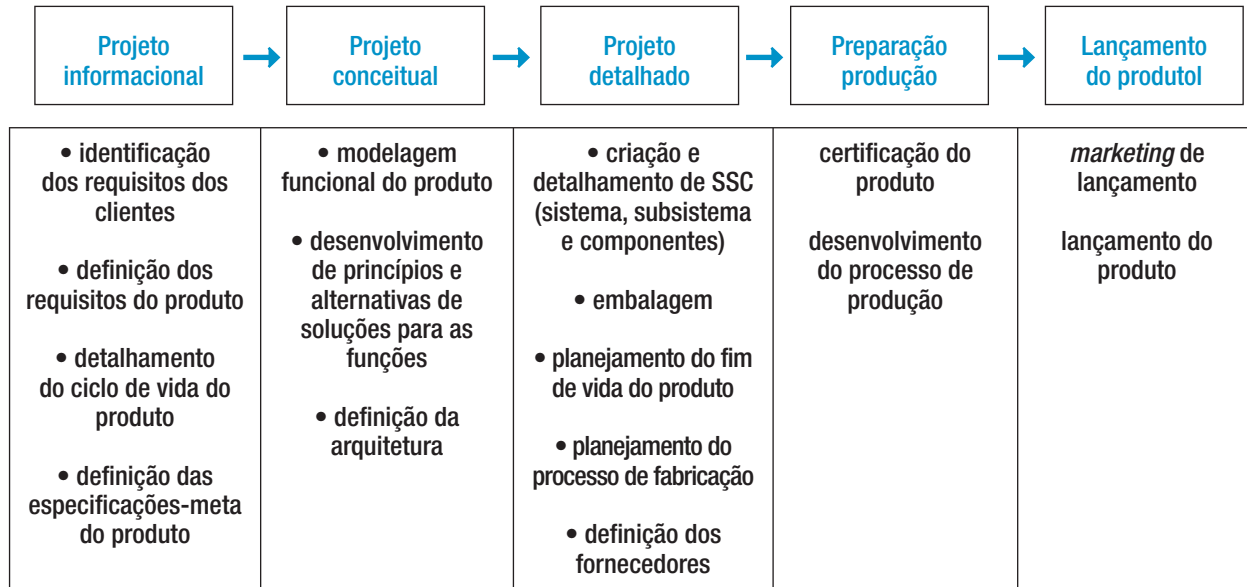 Projeto
informacional
Projeto
conceitual
Projeto
detalhado
Preparação
produção
Lançamento
do produtol
• identificação
dos requisitos dos
clientes
• definição dos
requisitos do produto
• detalhamento
do ciclo de vida do
produto
• definição das
especificações-meta
do produto
• modelagem
funcional do produto
• desenvolvimento
de princípios e
alternativas de
soluções para as
funções
• definição da
arquitetura
• criação e
detalhamento de SSC
(sistema, subsistema
e componentes)
• embalagem
• planejamento do fim
de vida do produto
• planejamento do
processo de fabricação
• definição dos
fornecedores
certificação do
produto
desenvolvimento
do processo de
produção
marketing de
lançamento
lançamento do
produto